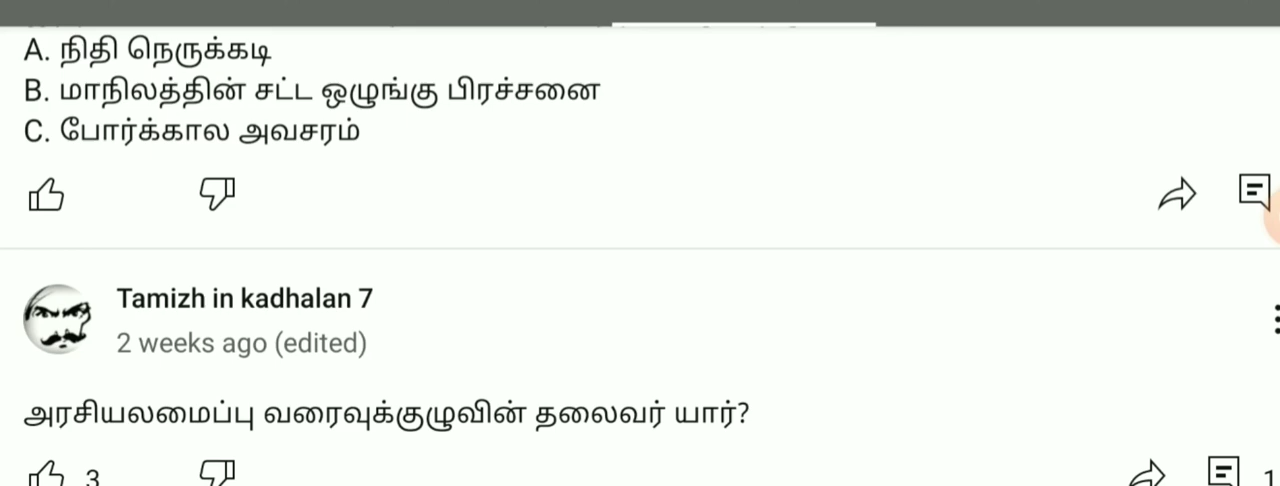 A. நிதி நெருக்கடி
B. மாநிலத்தின் சட்ட ஒழுங்கு பிரச்சனை
C. போர்க்கால அவசரம்
Tamizh in kadhalan 7
2 weeks ago (edited)
அரசியலமைப்பு வரைவுக்குழுவின் தலைவர் யார்?
3
1